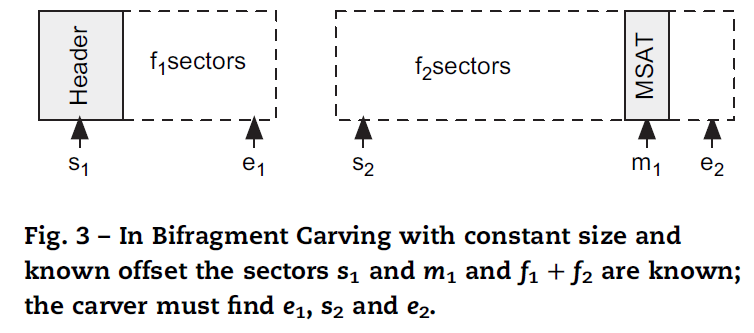 Header
f₁sectors
f₂sectors
MSAT
s₁
e₁
s₂
m₁
e₂
Fig. 3 – In Bifragment Carving with constant size and
known offset the sectors s₁ and m₁ and f₁ + f₂ are known;
the carver must find e₁, s₂ and e₂.